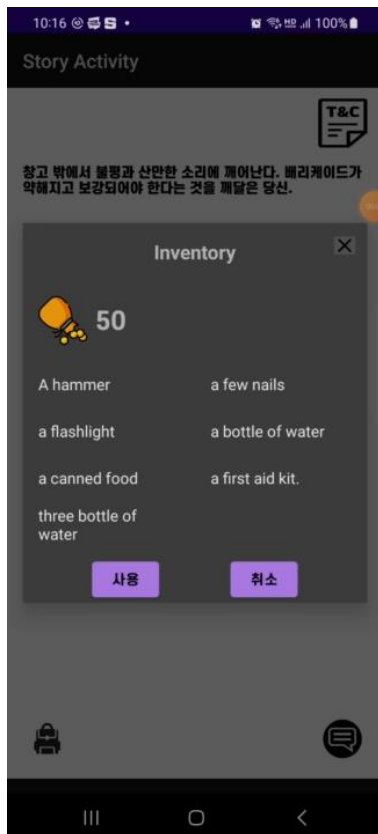 10:16
HD 100%
Story Activity
T&C
창고 밖에서 불평과 산만한 소리에 깨어난다. 배리케이드가
약해지고 보강되어야 한다는 것을 깨달은 당신.
Inventory
50
A hammer
a few nails
a flashlight
a bottle of water
a canned food
a first aid kit.
three bottle of
water
사용
취소